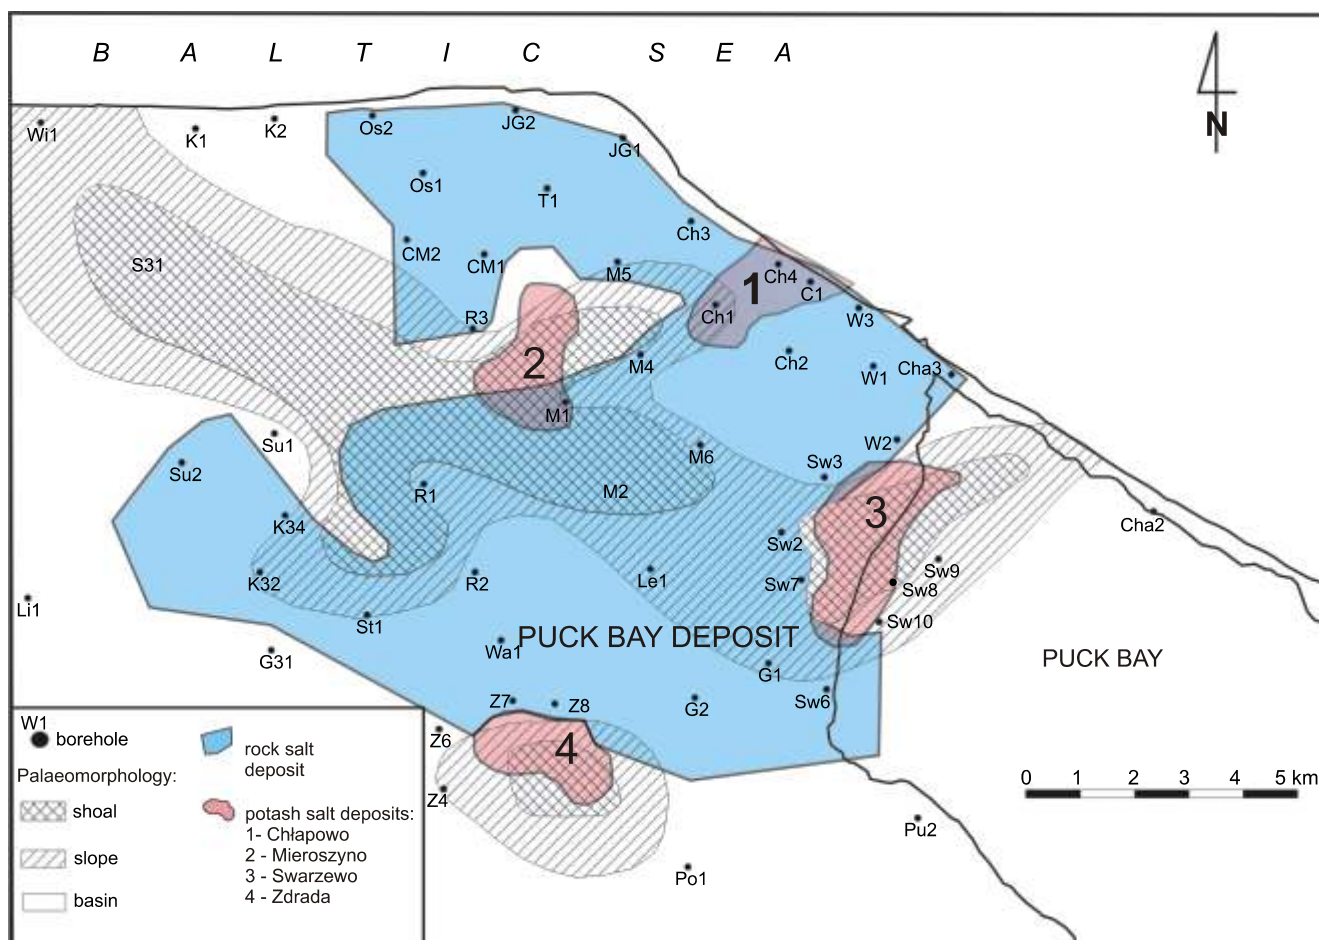 B A L T I C S E A
N
Wi1
K1
K2
Os2
JG2
JG1
Os1
T1
Ch3
CM2
CM1
M5
S31
Ch4
1
C1
Ch1
W3
R3
2
M4
Ch2
W1
Cha3
M1
Su1
M6
W2
Su2
Sw3
R1
M2
3
K34
Cha2
Sw2
Sw9
K32
R2
Le1
Sw7
Sw8
Li1
St1
Sw10
Wa1
PUCK BAY DEPOSIT
G31
G1
PUCK BAY
Z7
Z8
G2
Sw6
Z6
4
Z4
Pu2
Po1
0 1 2 3 4 5 km
W1
borehole
Palaeomorphology:
shoal
slope
basin
rock salt
deposit
potash salt deposits:
1- Chłapowo
2 - Mieroszyno
3 - Swarzewo
4 - Zdrada